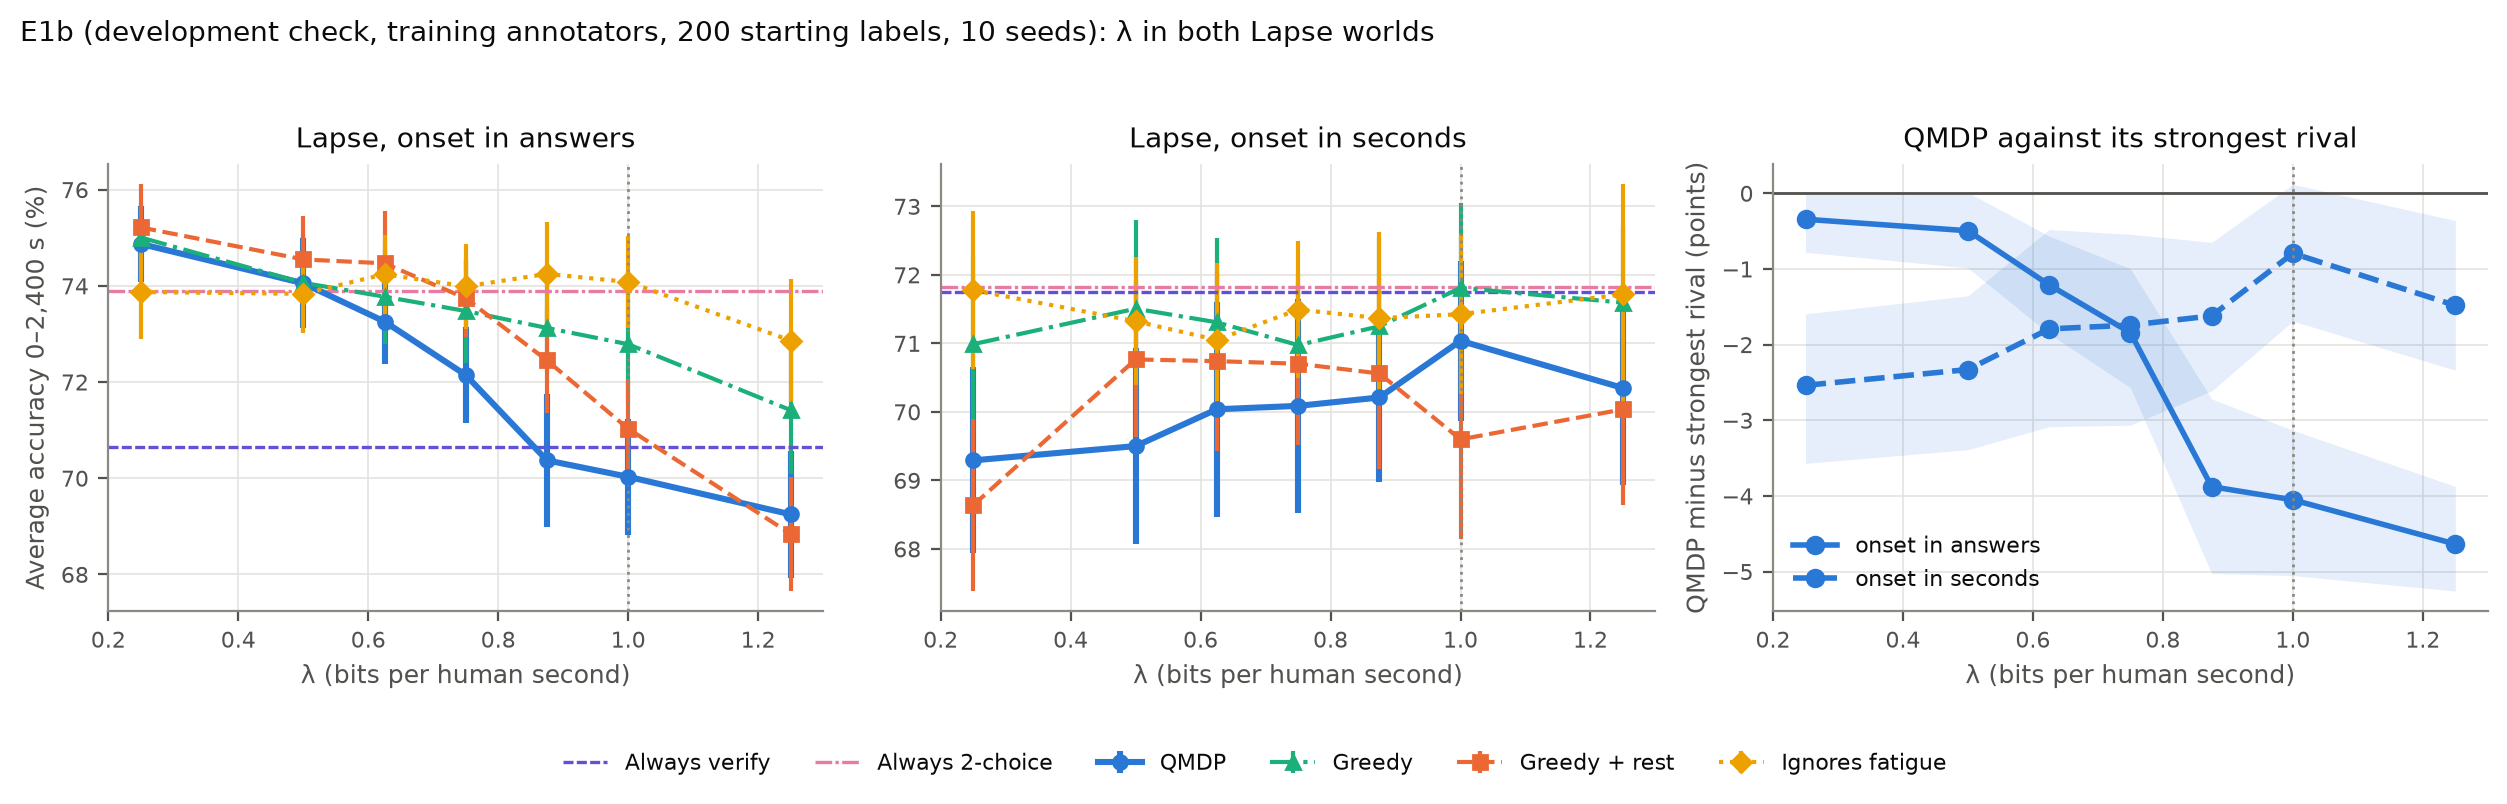 E1b (development check, training annotators, 200 starting labels, 10 seeds): λ in both Lapse worlds
Lapse, onset in answers
Average accuracy 0–2,400 s (%)
76
74
72
70
68
0.2
0.4
0.6
0.8
1.0
1.2
λ (bits per human second)
Lapse, onset in seconds
73
72
71
70
69
68
0.2
0.4
0.6
0.8
1.0
1.2
λ (bits per human second)
QMDP against its strongest rival
QMDP minus strongest rival (points)
0
−1
−2
−3
−4
−5
onset in answers
onset in seconds
0.2
0.4
0.6
0.8
1.0
1.2
λ (bits per human second)
Always verify
Always 2-choice
QMDP
Greedy
Greedy + rest
Ignores fatigue